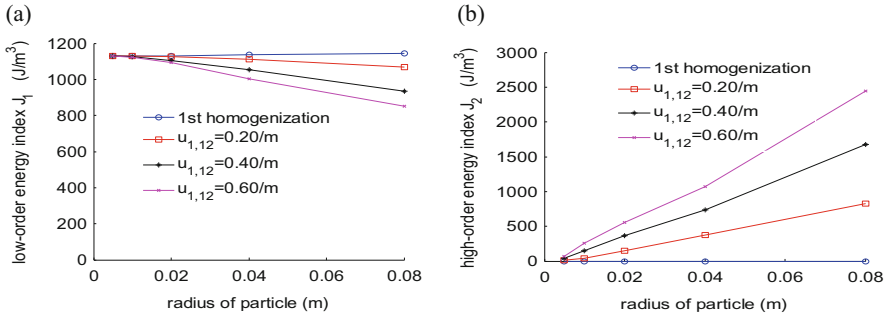 (a)
low-order energy index J1 (J/m3)
1200
1000
800
600
400
200
0
0
0.02
0.04
0.06
0.08
radius of particle (m)
1st homogenization
u1,12=0.20/m
u1,12=0.40/m
u1,12=0.60/m
(b)
high-order energy index J2 (J/m3)
3000
2500
2000
1500
1000
500
0
0
0.02
0.04
0.06
0.08
radius of particle (m)
1st homogenization
u1,12=0.20/m
u1,12=0.40/m
u1,12=0.60/m